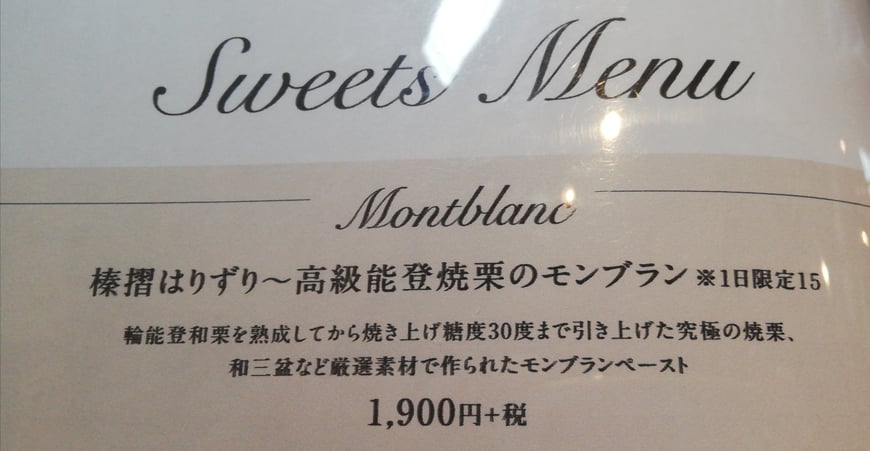 Sweets Menu
Montblanc
榛摺はりずり～高級能登焼栗のモンブラン ※1日限定15
輪能登和栗を熟成してから焼き上げ糖度30度まで引き上げた究極の焼栗、
和三盆など厳選素材で作られたモンブランペースト
1,900円+税